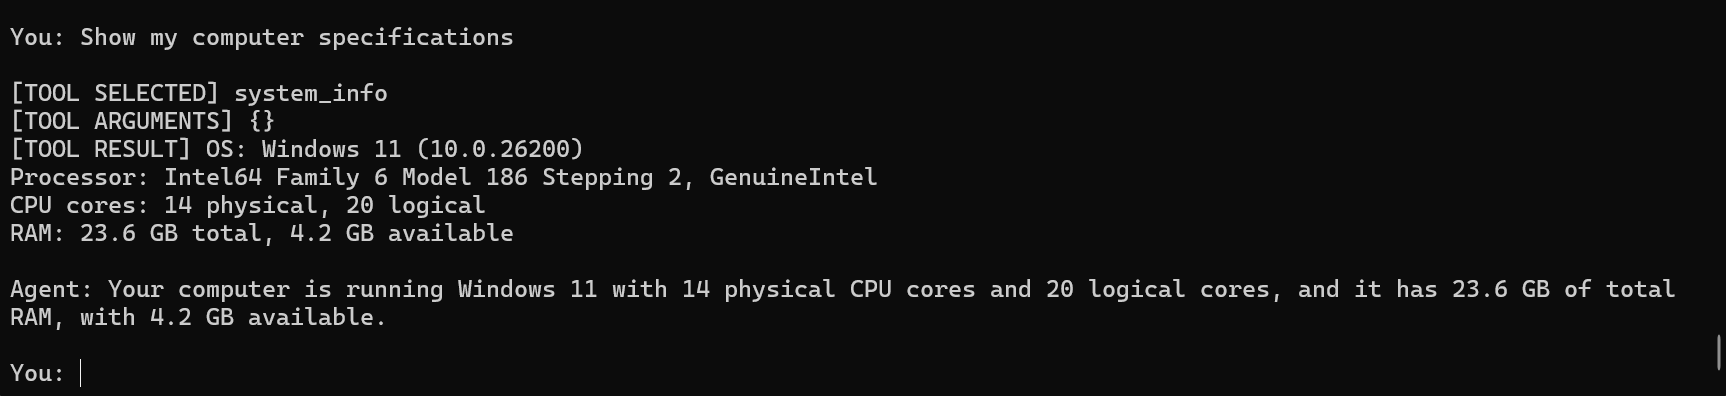 You: Show my computer specifications
[TOOL SELECTED] system_info
[TOOL ARGUMENTS] {}
[TOOL RESULT] OS: Windows 11 (10.0.26200)
Processor: Intel64 Family 6 Model 186 Stepping 2, GenuineIntel
CPU cores: 14 physical, 20 logical
RAM: 23.6 GB total, 4.2 GB available
Agent: Your computer is running Windows 11 with 14 physical CPU cores and 20 logical cores, and it has 23.6 GB of total
RAM, with 4.2 GB available.
You: